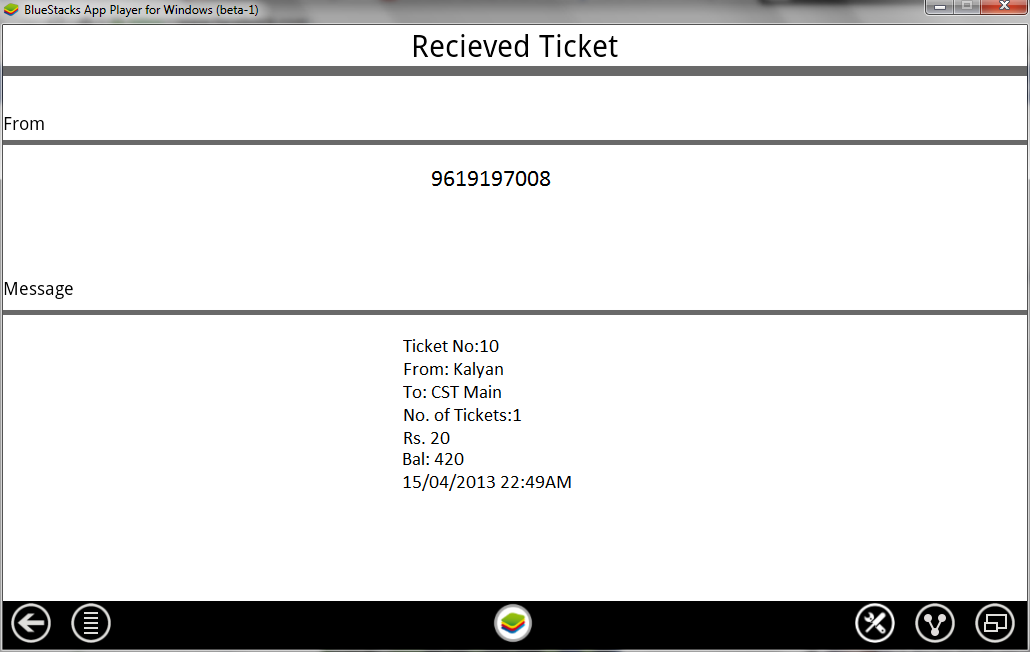 BlueStacks App Player for Windows (beta-1)
Recieved Ticket
From
9619197008
Message
Ticket No:10
From: Kalyan
To: CST Main
No. of Tickets:1
Rs. 20
Bal: 420
15/04/2013 22:49AM